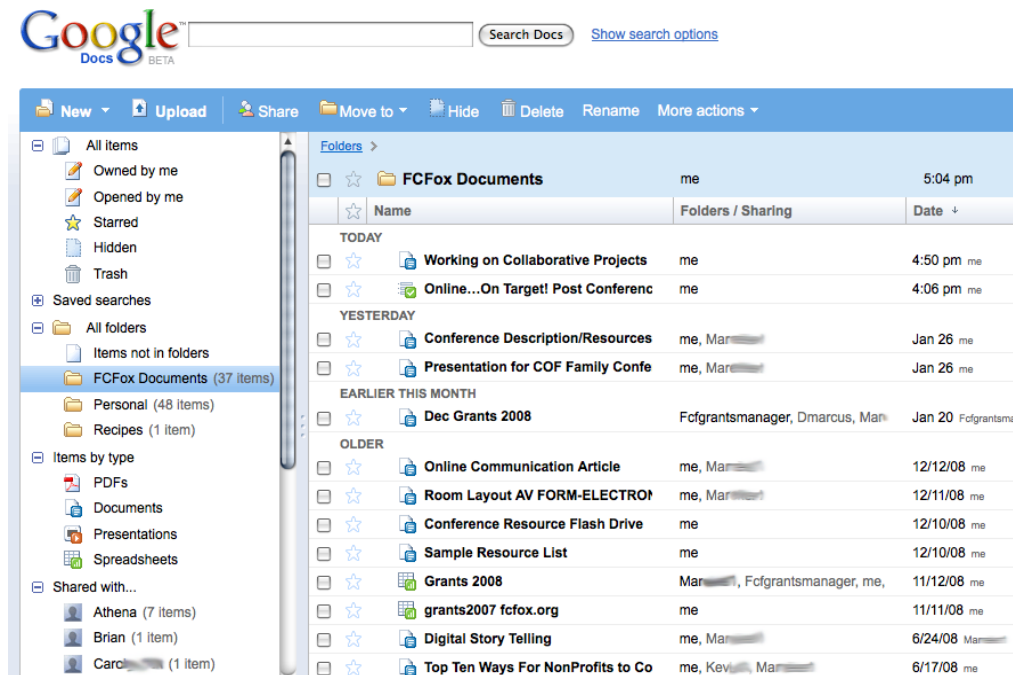 Google™
Docs BETA
Search Docs
Show search options
New
Upload
Share
Move to
Hide
Delete
Rename
More actions
All items
Owned by me
Opened by me
Starred
Hidden
Trash
Saved searches
All folders
Items not in folders
FCFox Documents (37 items)
Personal (48 items)
Recipes (1 item)
Items by type
PDFs
Documents
Presentations
Spreadsheets
Shared with...
Athena (7 items)
Brian (1 item)
(1 item)
Folders >
FCFox Documents me 5:04 pm
Name Folders / Sharing Date
TODAY
Working on Collaborative Projects me 4:50 pm me
Online...On Target! Post Conferenc me 4:06 pm me
YESTERDAY
Conference Description/Resources me, Jan 26 me
Presentation for COF Family Confe me, Jan 26 me
EARLIER THIS MONTH
Dec Grants 2008 Fcfgrantsmanager, Dmarcus, Jan 20 Fcfgrantsma
OLDER
Online Communication Article me, 12/12/08 me
Room Layout AV FORM-ELECTRON me, 12/11/08 me
Conference Resource Flash Drive me 12/10/08 me
Sample Resource List me 12/10/08 me
Grants 2008 , Fcfgrantsmanager, me, 11/12/08 me
grants2007 fcfox.org me 11/11/08 me
Digital Story Telling me, 6/24/08
Top Ten Ways For NonProfits to Co me, 6/17/08 me